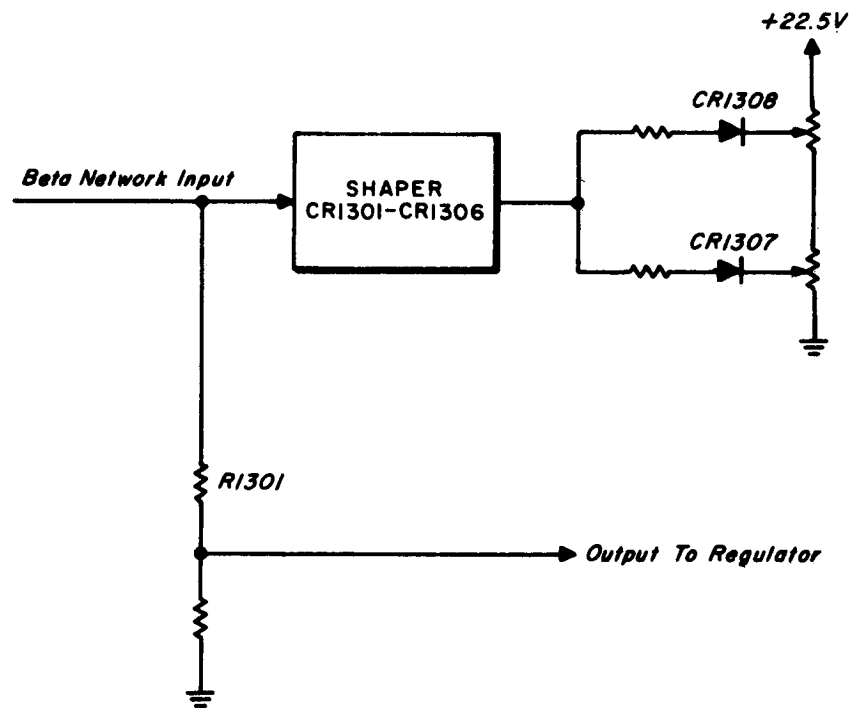 +22.5V
CR1308
Beta Network Input
SHAPER
CR1301-CR1306
CR1307
R1301
Output To Regulator